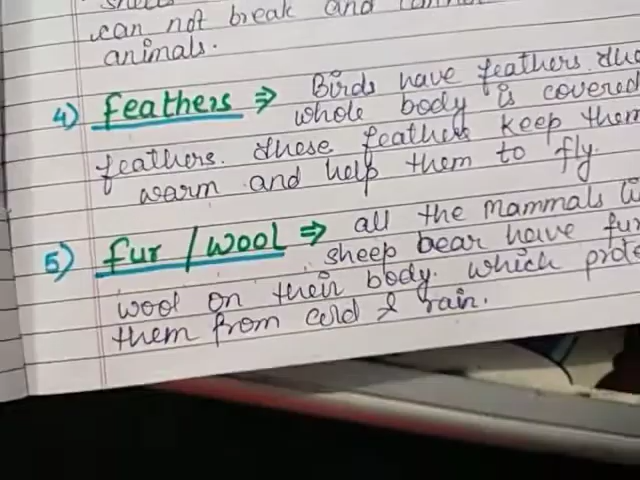 can not break and
animals.
4) feathers ⇒ Birds have feathers.
whole body is covered
feathers. these feathers keep them
warm and help them to fly.
5) fur / wool ⇒ all the mammals
sheep bear have fur
wool on their body. which
them from cold & rain.